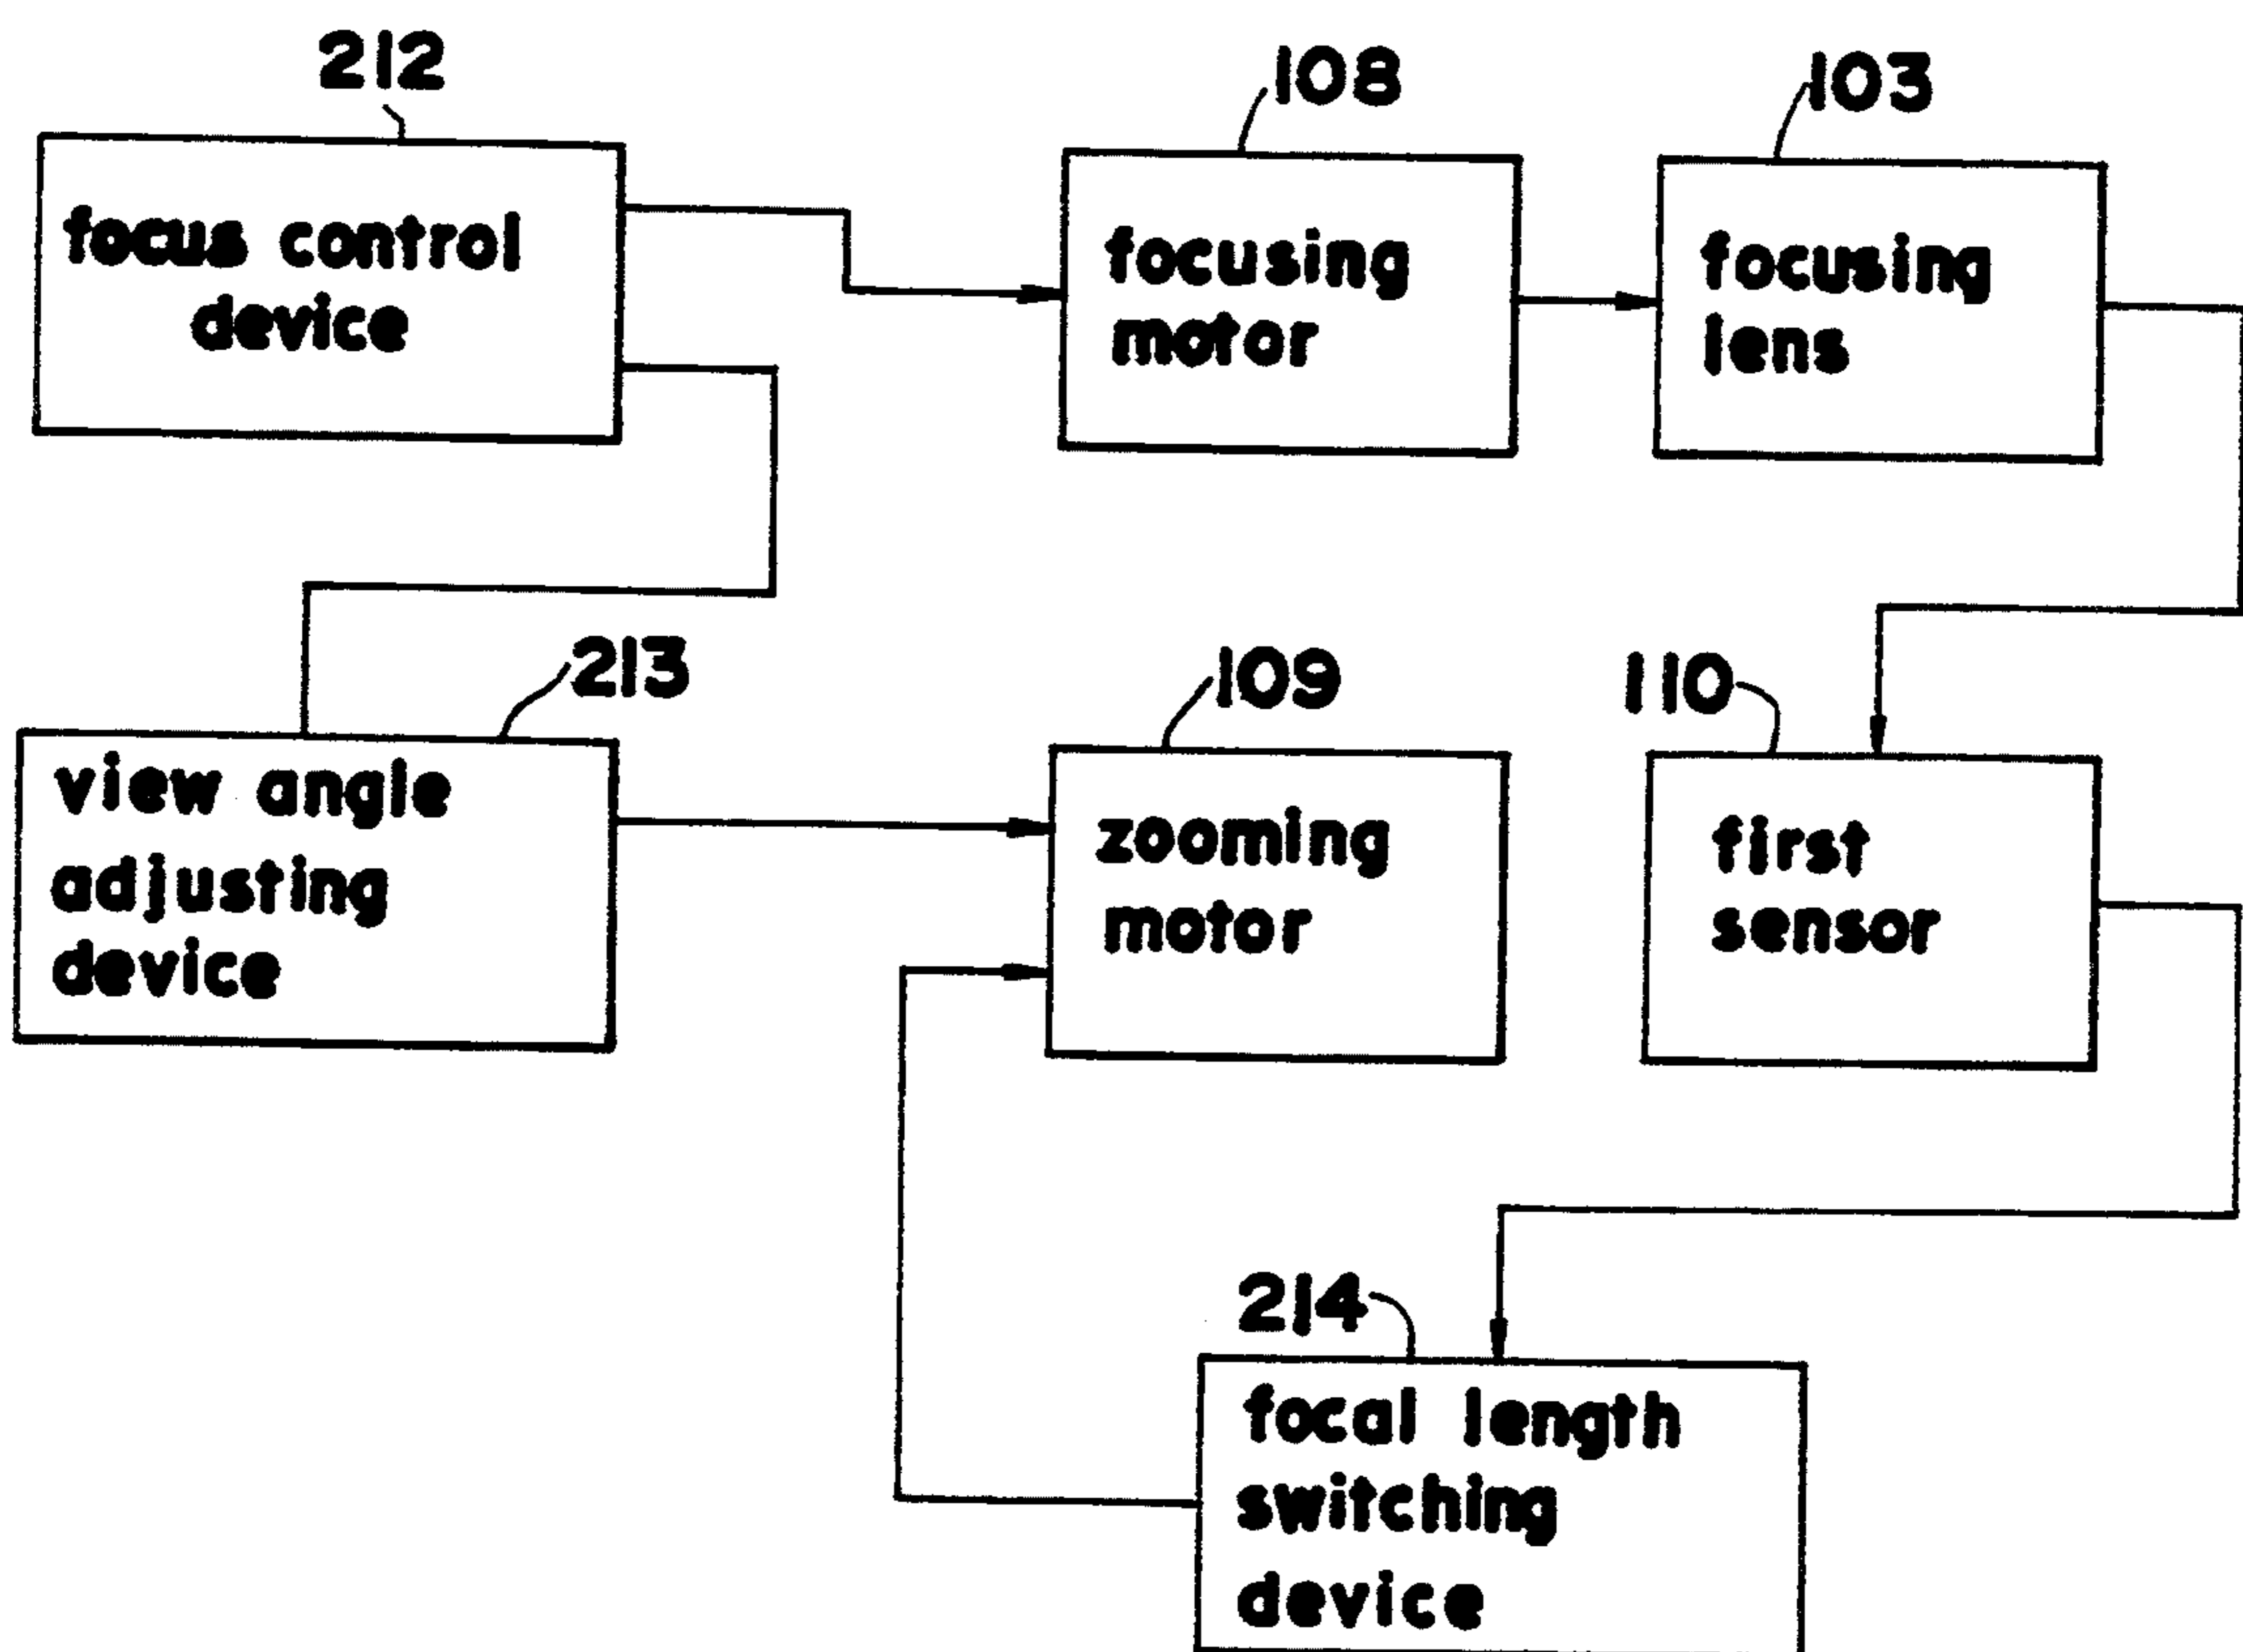 212
focus control
device
108
focusing
motor
103
focusing
lens
213
view angle
adjusting
device
109
zooming
motor
110
first
sensor
214
focal length
switching
device